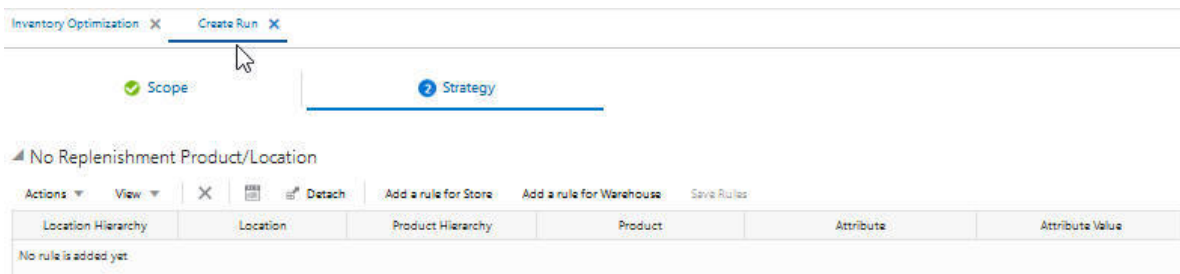 Inventory Optimization Create Run
Scope 2 Strategy
No Replenishment Product/Location
Actions View Detach Add a rule for Store Add a rule for Warehouse Save Rules
Location Hierarchy Location Product Hierarchy Product Attribute Attribute Value
No rule is added yet